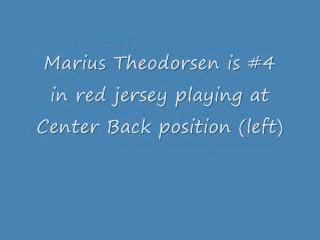 Marius Theodorsen is #4
in red jersey playing at
Center Back position (left)